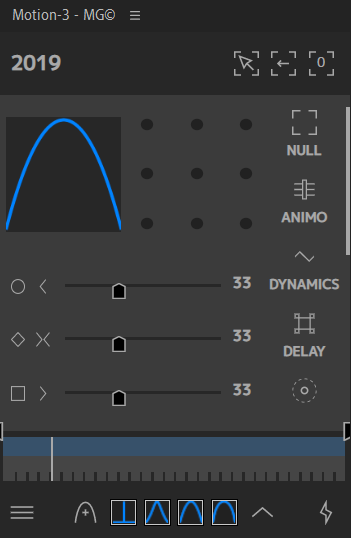 Motion-3 - MG©
2019
0
NULL
ANIMO
DYNAMICS
33
33
DELAY
33